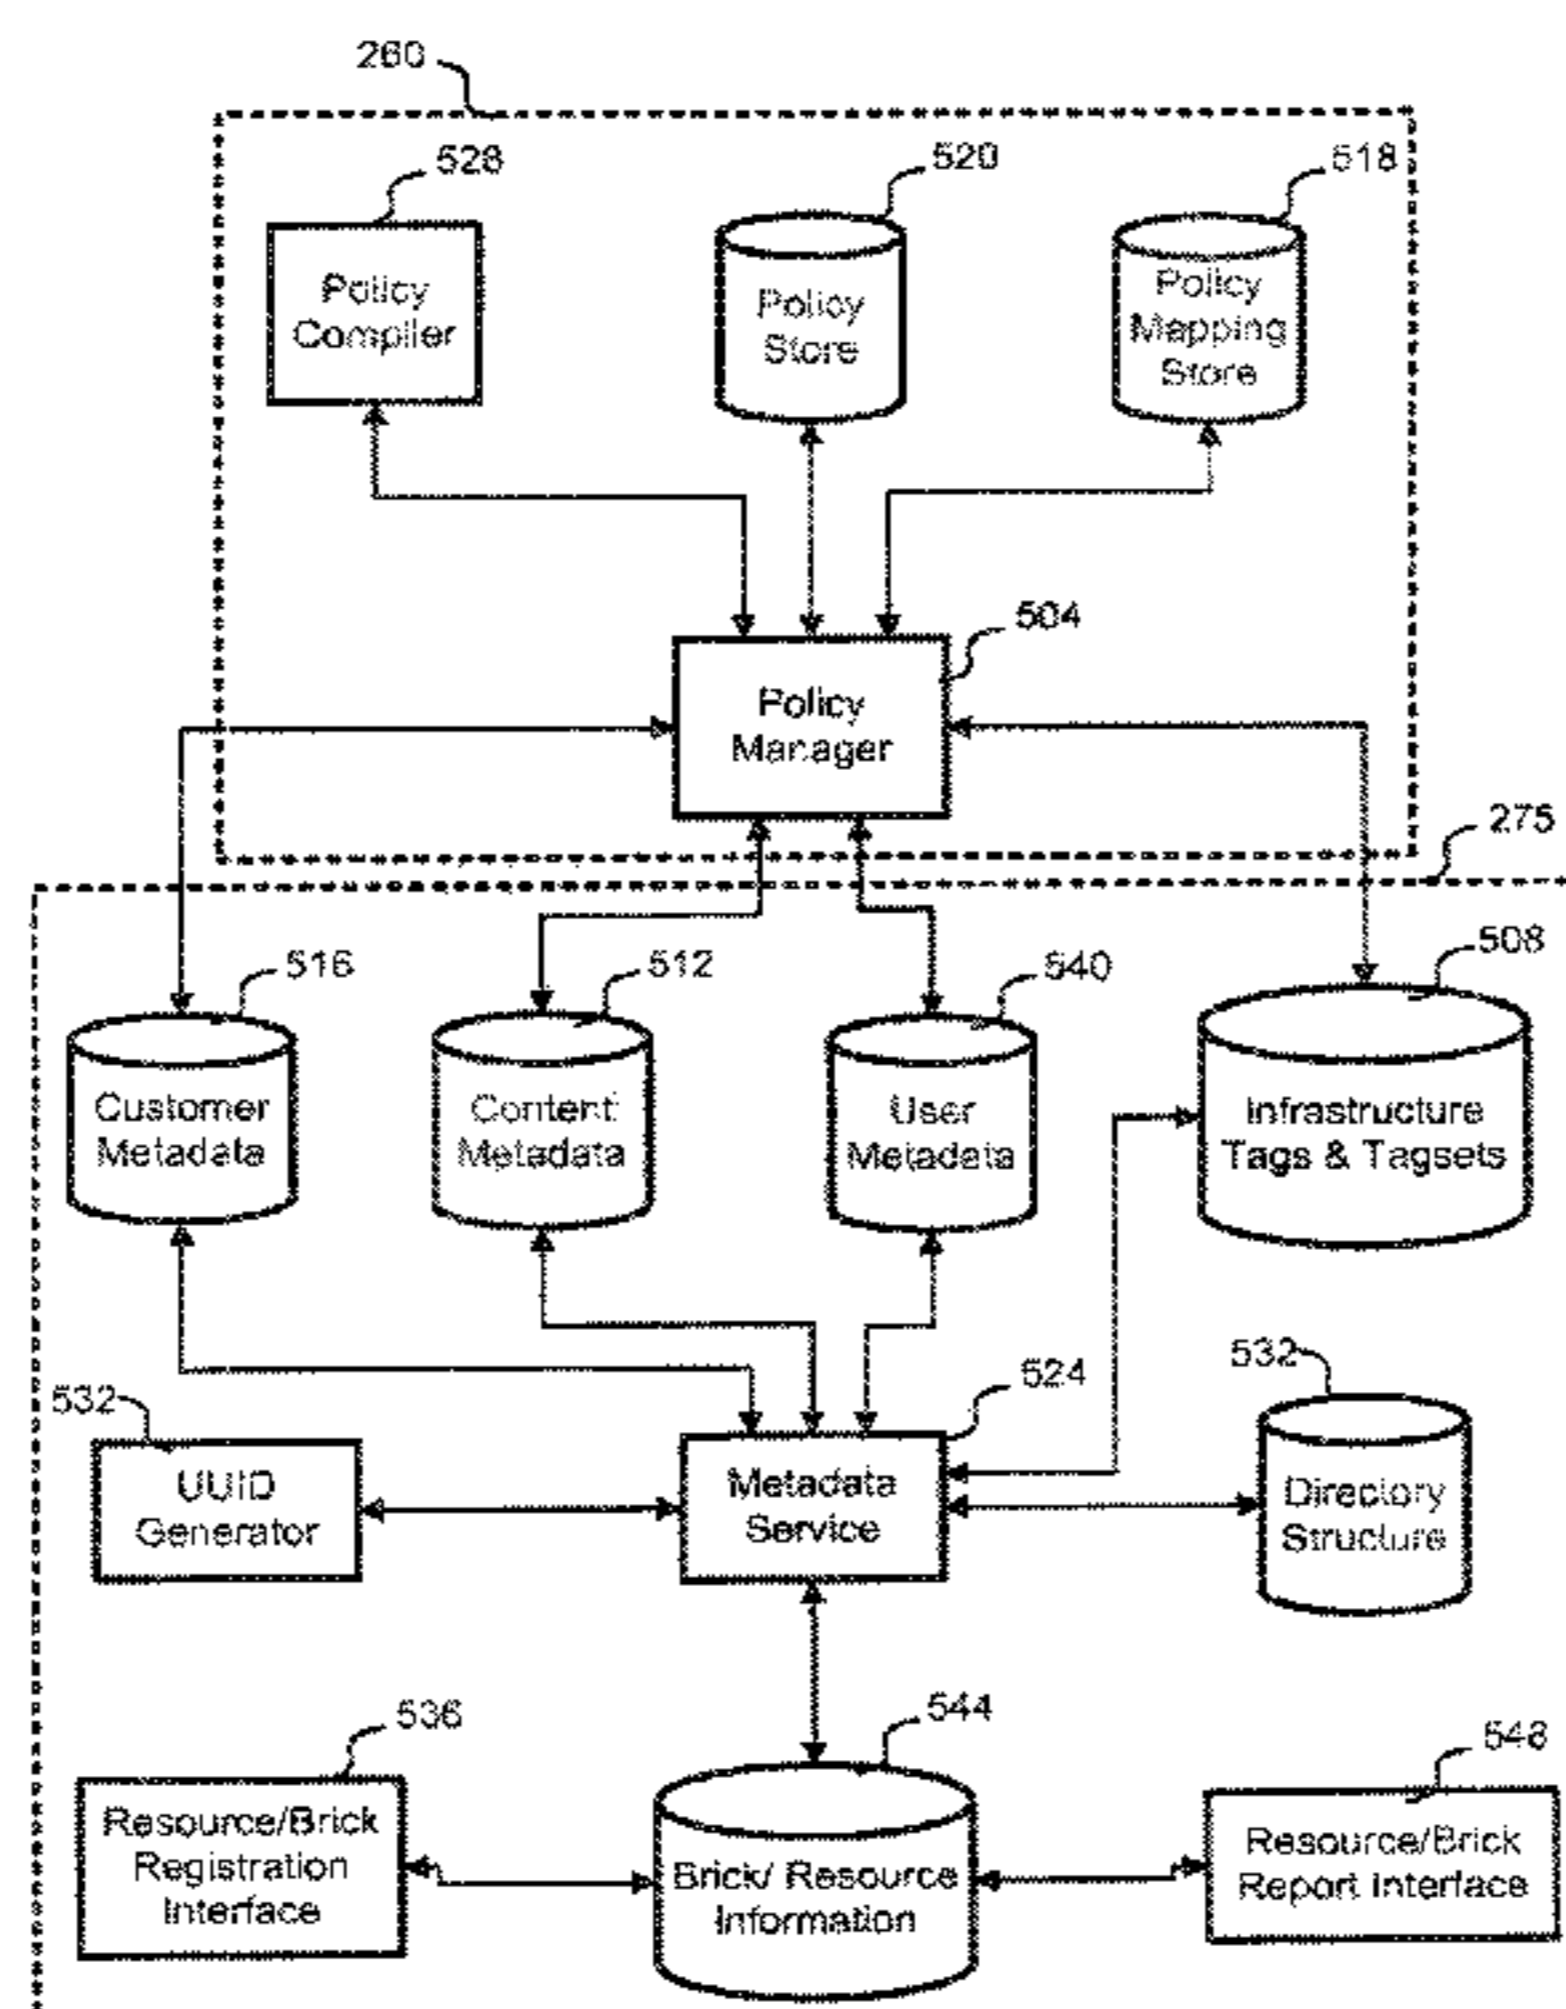 260
528
520
518
Policy
Compiler
Policy
Store
Policy
Mapping
Store
504
Policy
Manager
275
516
512
540
508
Customer
Metadata
Content
Metadata
User
Metadata
Infrastructure
Tags & Tagsets
532
524
532
UUID
Generator
Metadata
Service
Directory
Structure
536
544
548
Resource/Brick
Registration
Interface
Brick/ Resource
Information
Resource/Brick
Report Interface